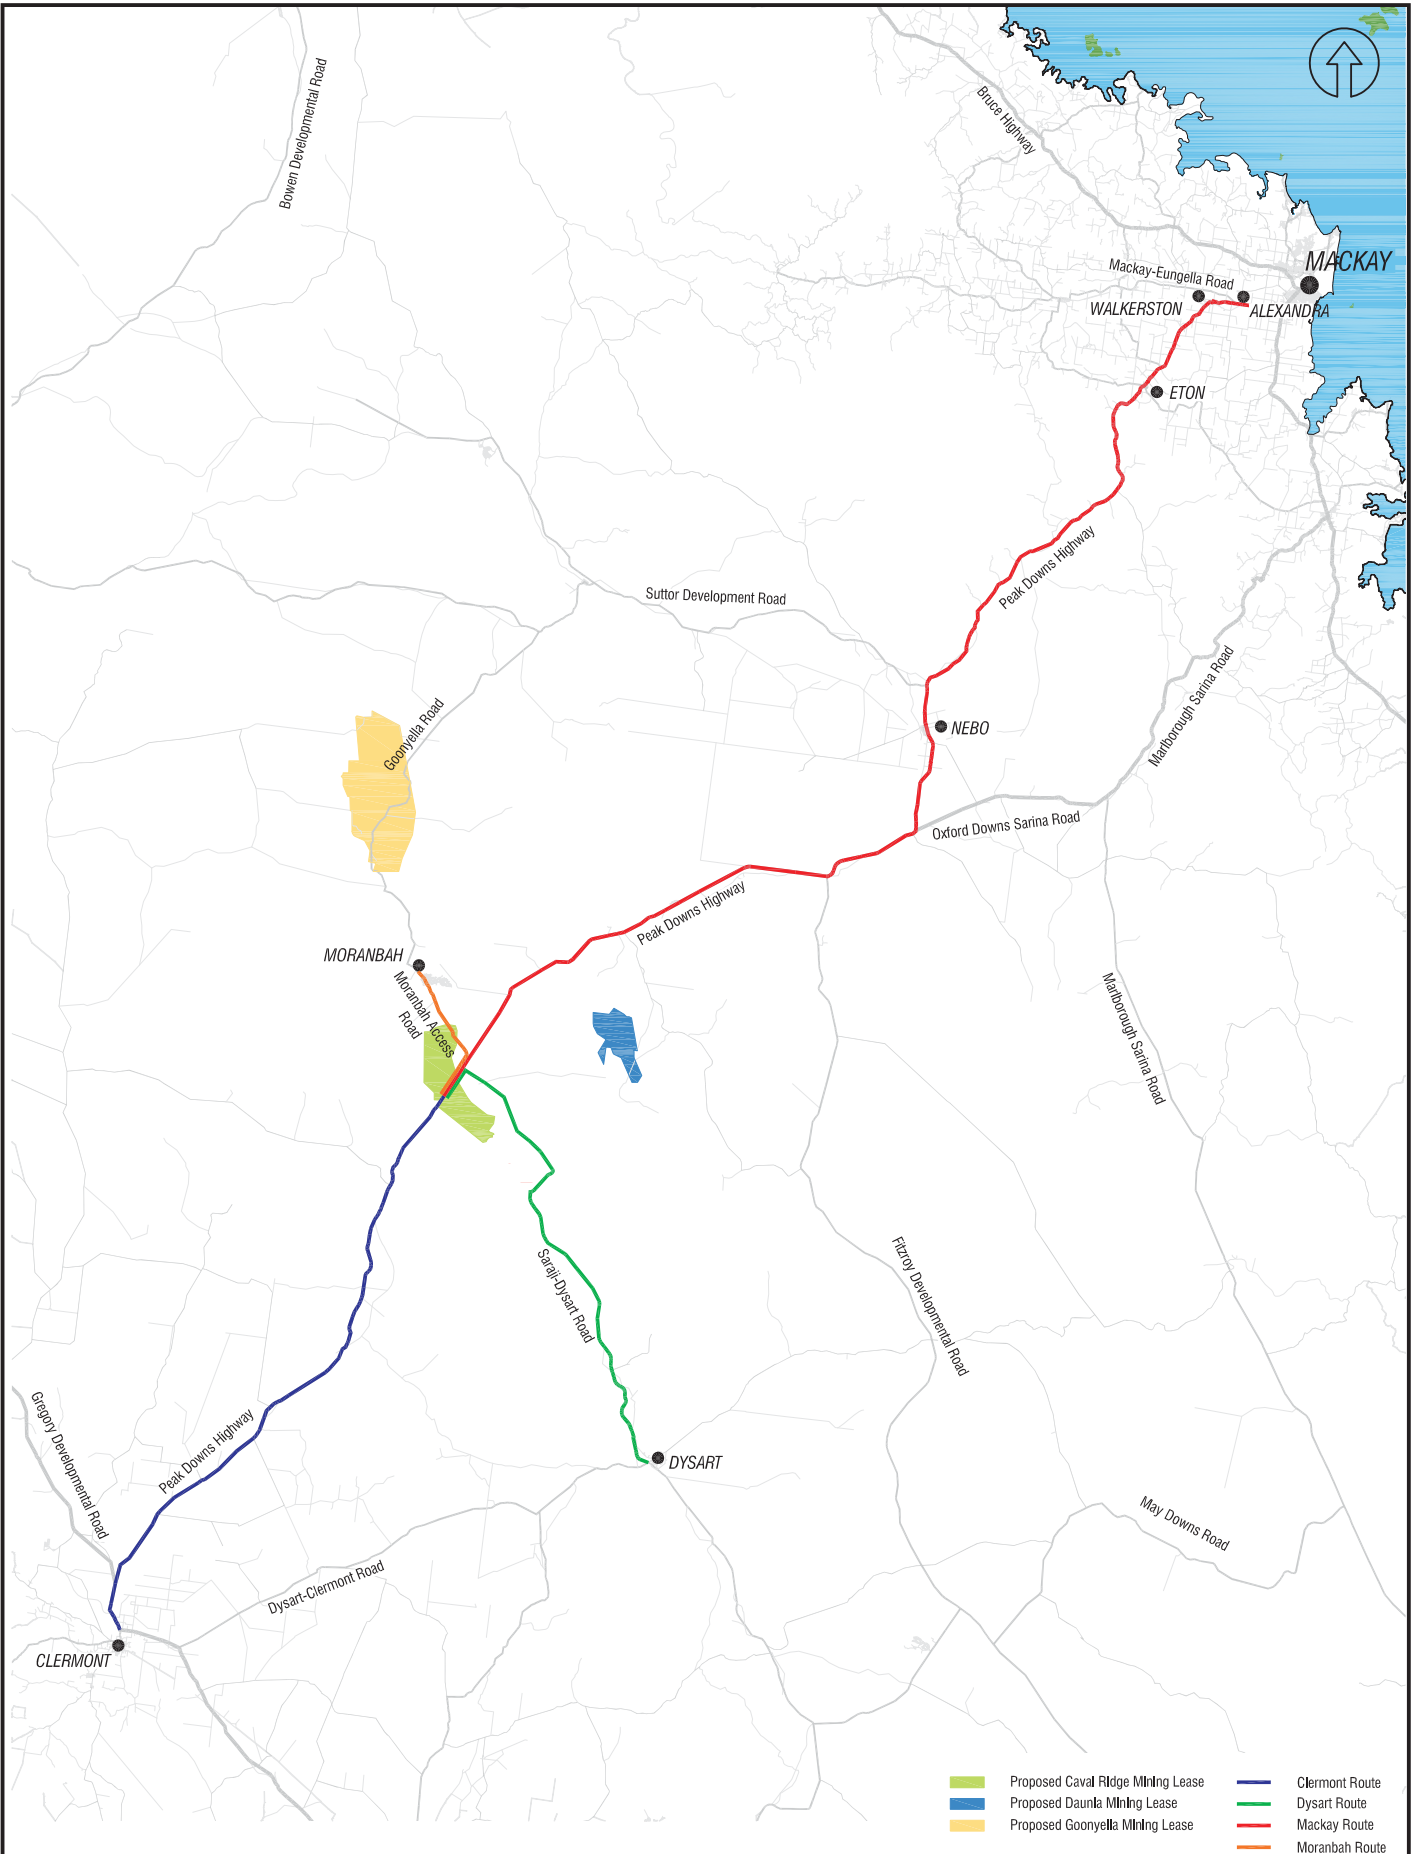 Bowen Developmental Road
Bruce Highway
MACKAY
Mackay-Eungella Road
WALKERSTON
ALEXANDRA
ETON
Peak Downs Highway
Suttor Development Road
Marlborough Sarina Road
Goonyella Road
NEBO
Oxford Downs Sarina Road
Peak Downs Highway
MORANBAH
Moranbah Access
Road
Marlborough Sarina Road
Saraji-Dysart Road
Fitzroy Developmental Road
Gregory Developmental Road
Peak Downs Highway
DYSART
May Downs Road
Dysart-Clermont Road
CLERMONT
Proposed Caval Ridge Mining Lease
Proposed Daunia Mining Lease
Proposed Goonyella Mining Lease
Clermont Route
Dysart Route
Mackay Route
Moranbah Route